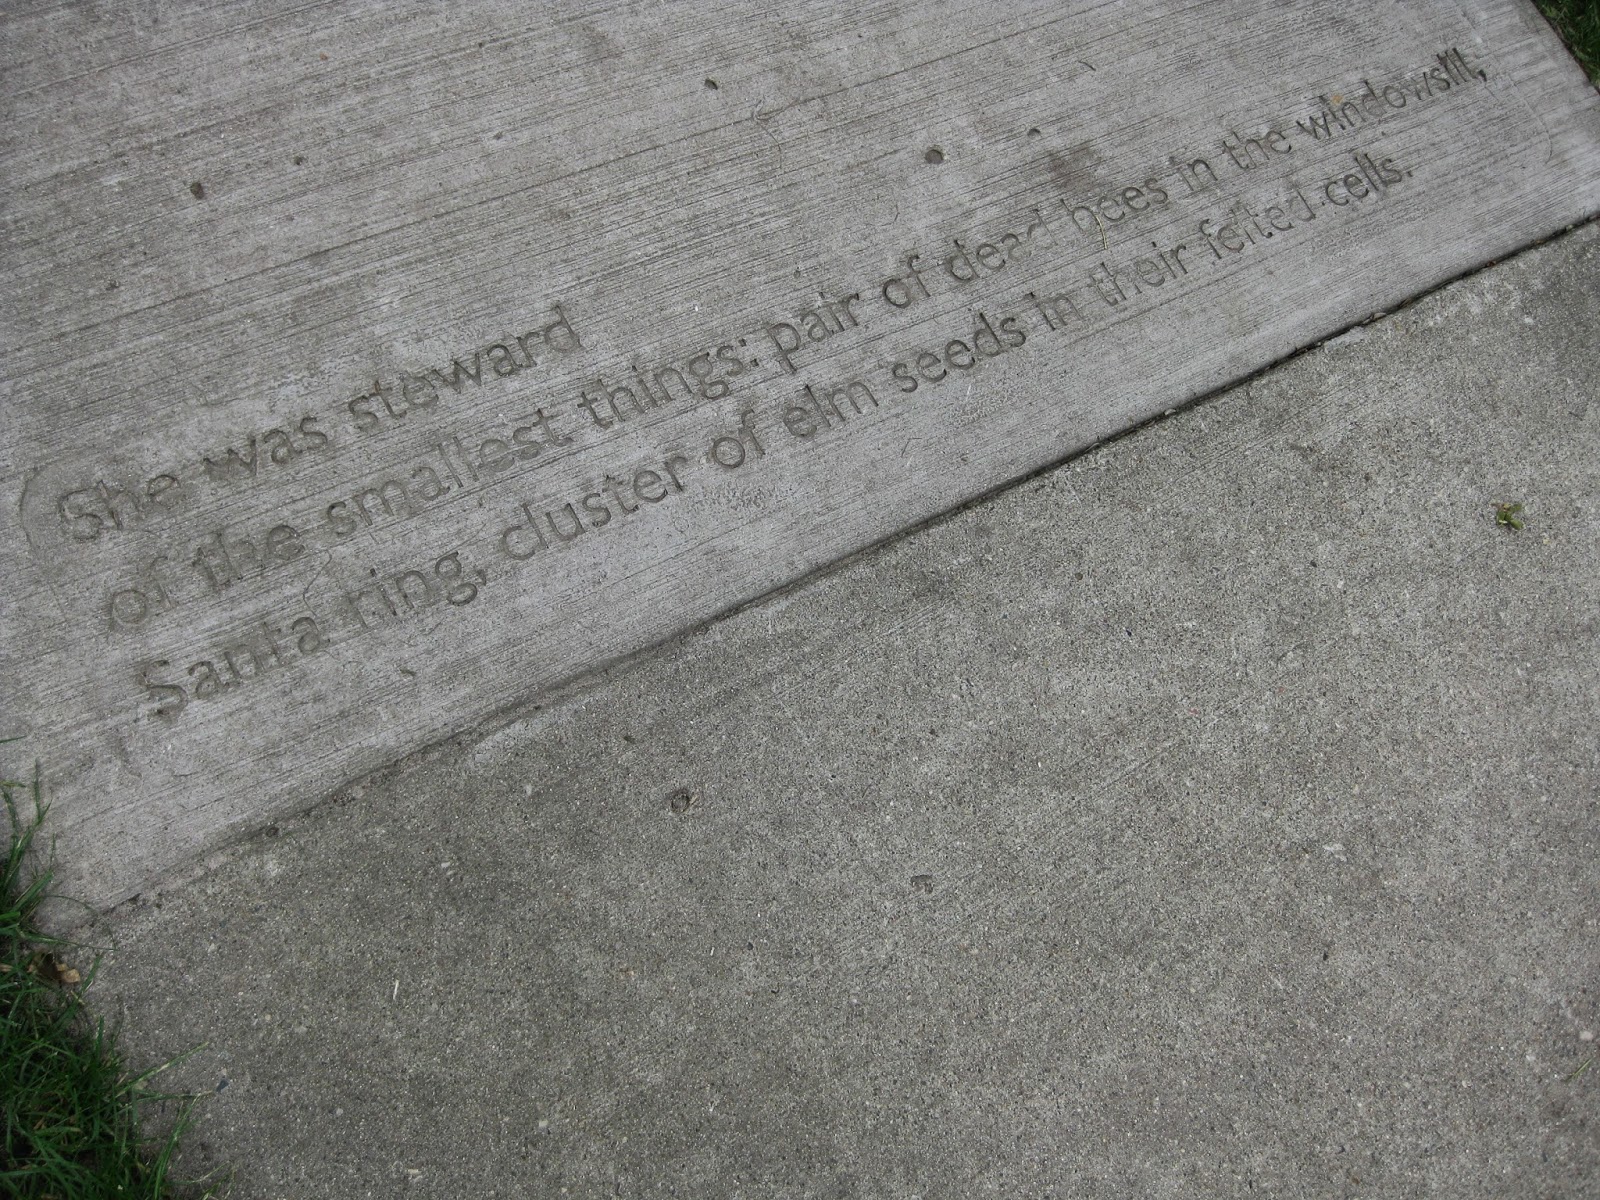 She was steward
of the smallest things: pair of dead bees in the windowsill,
Santa ring, cluster of elm seeds in their felted cells.